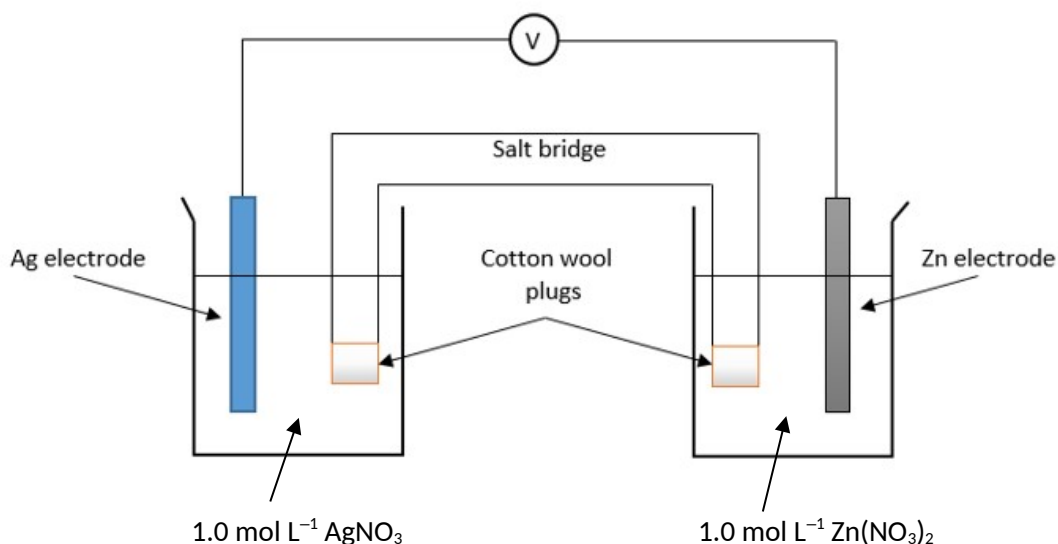 V
Salt bridge
Ag electrode
Cotton wool
plugs
Zn electrode
1.0 mol L⁻¹ AgNO₃
1.0 mol L⁻¹ Zn(NO₃)₂